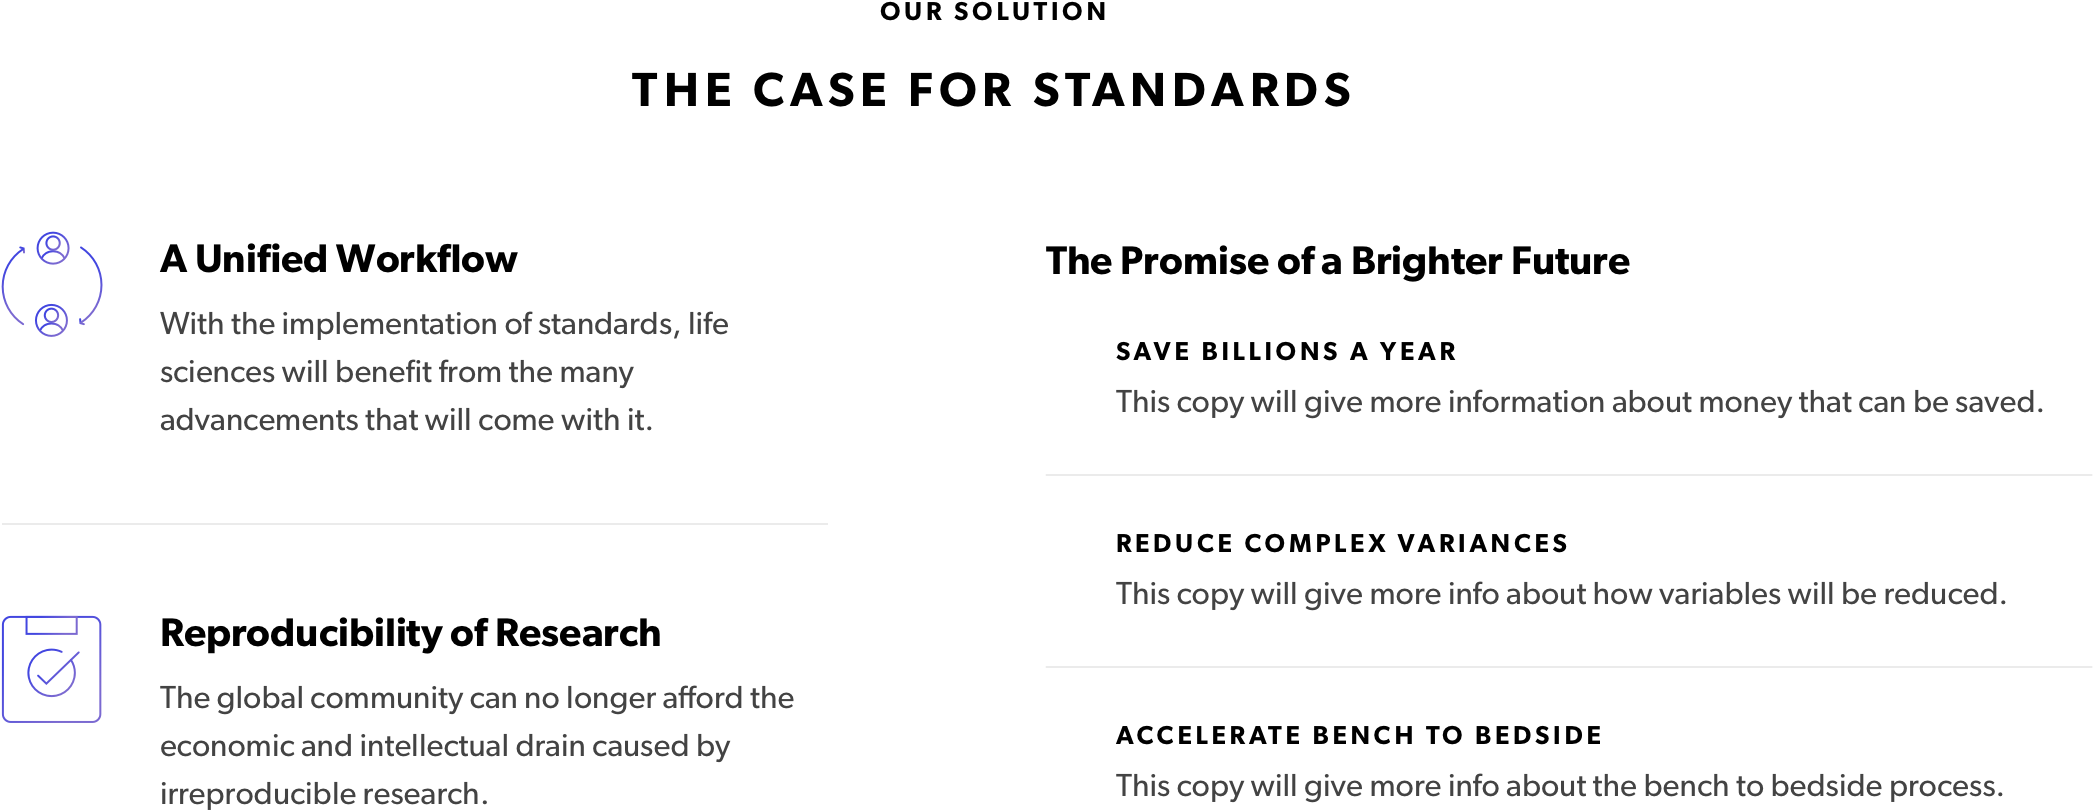 OUR SOLUTION
THE CASE FOR STANDARDS
A Unified Workflow
With the implementation of standards, life
sciences will benefit from the many
advancements that will come with it.
Reproducibility of Research
The global community can no longer afford the
economic and intellectual drain caused by
irreproducible research.
The Promise of a Brighter Future
SAVE BILLIONS A YEAR
This copy will give more information about money that can be saved.
REDUCE COMPLEX VARIANCES
This copy will give more info about how variables will be reduced.
ACCELERATE BENCH TO BEDSIDE
This copy will give more info about the bench to bedside process.